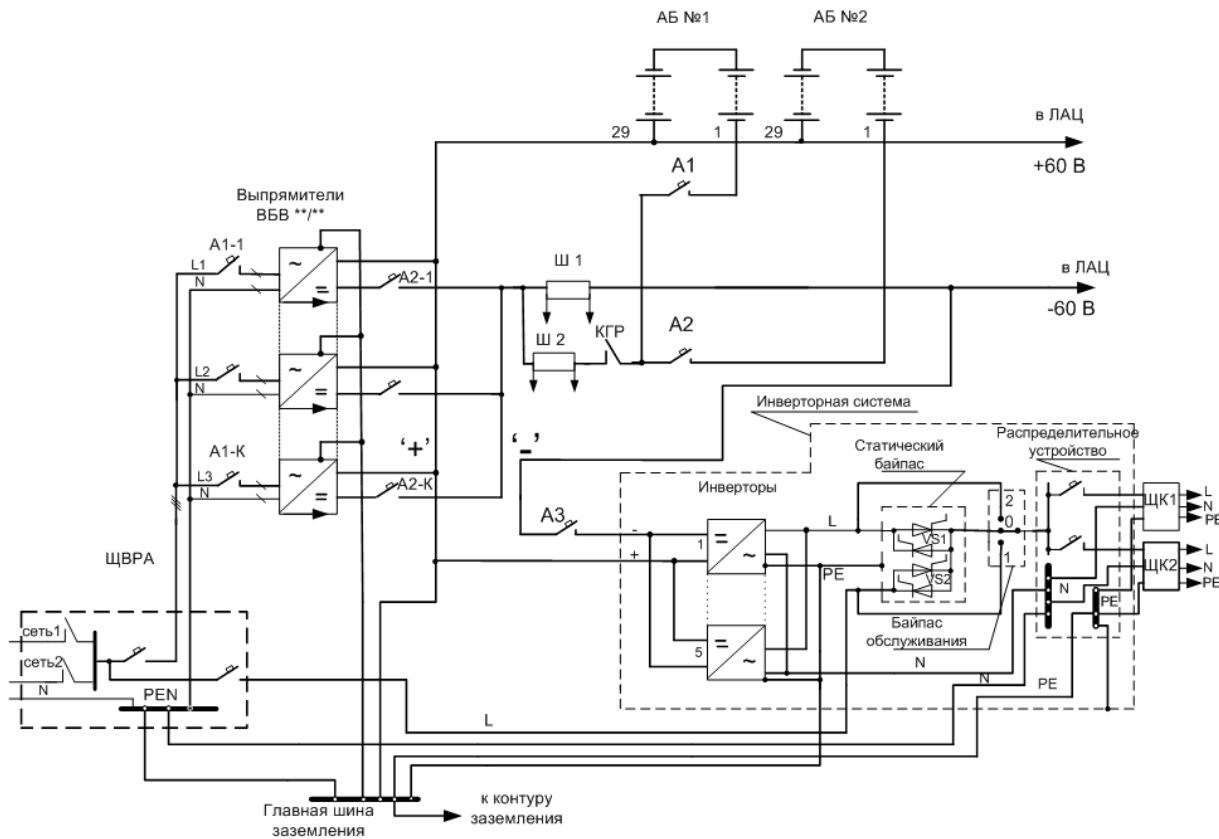 АБ №1
АБ №2
29
1
29
1
в ЛАЦ
+60 В
А1
Выпрямители
ВБВ **/**
А1-1
L1
N
~
=
А2-1
Ш 1
в ЛАЦ
-60 В
Ш 2
КГР
А2
L2
N
~
=
Инверторная система
Статический
байпас
Распределительное
устройство
А1-К
L3
N
~
=
А2-К
'+'
'-'
Инверторы
А3
-
+
1
=
~
L
PE
VS1
VS2
2
0
1
ЩК1
L
N
PE
ЩК2
L
N
PE
N
PE
5
=
~
Байпас
обслуживания
N
N
PE
ЩВРА
сеть1
сеть2
N
PEN
L
Главная шина
заземления
к контуру
заземления